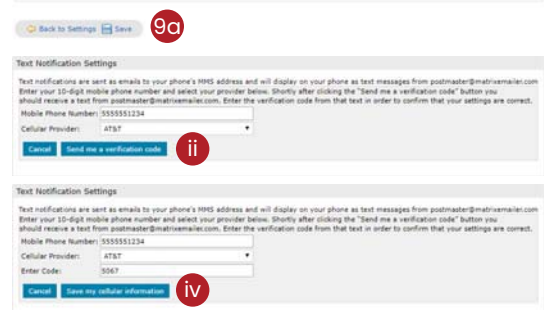 Back to Settings Save 9a
Text Notification Settings
Text notifications are sent as emails to your phone's MMS address and will display on your phone as text messages from postmaster@matrixemailer.com
Enter your 10-digit mobile phone number and select your provider below. Shortly after clicking the "Send me a verification code" button you
should receive a text from postmaster@matrixemailer.com. Enter the verification code from that text in order to confirm that your settings are correct.
Mobile Phone Number: 5555551234
Cellular Provider: AT&T
Cancel Send me a verification code ii
Text Notification Settings
Text notifications are sent as emails to your phone's MMS address and will display on your phone as text messages from postmaster@matrixemailer.com
Enter your 10-digit mobile phone number and select your provider below. Shortly after clicking the "Send me a verification code" button you
should receive a text from postmaster@matrixemailer.com. Enter the verification code from that text in order to confirm that your settings are correct.
Mobile Phone Number: 5555551234
Cellular Provider: AT&T
Enter Code: 5067
Cancel Save my cellular information iv